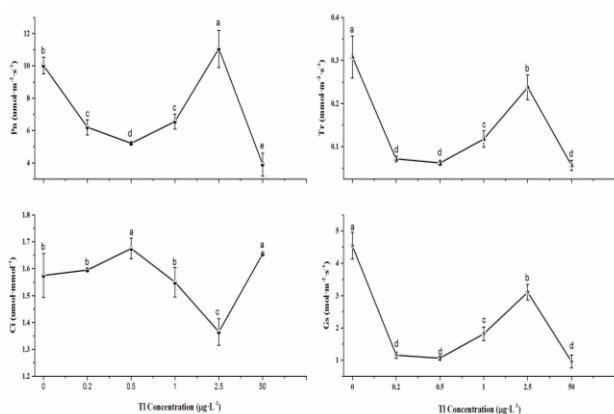 Pn (umol·m⁻²·s⁻¹)
12
10
8
6
4
b
c
d
c
a
e
Tr (mol·m⁻²·s⁻¹)
0.4
0.3
0.2
0.1
a
d
d
c
b
d
Ci (umol·mmol⁻¹)
1.8
1.7
1.6
1.5
1.4
1.3
1.2
b
b
a
b
c
a
0 0.2 0.5 1 2.5 50
Tl Concentration (μg·L⁻¹)
Gs (mol·m⁻²·s⁻¹)
5
4
3
2
1
a
d
d
c
b
d
0 0.2 0.5 1 2.5 50
Tl Concentration (μg·L⁻¹)